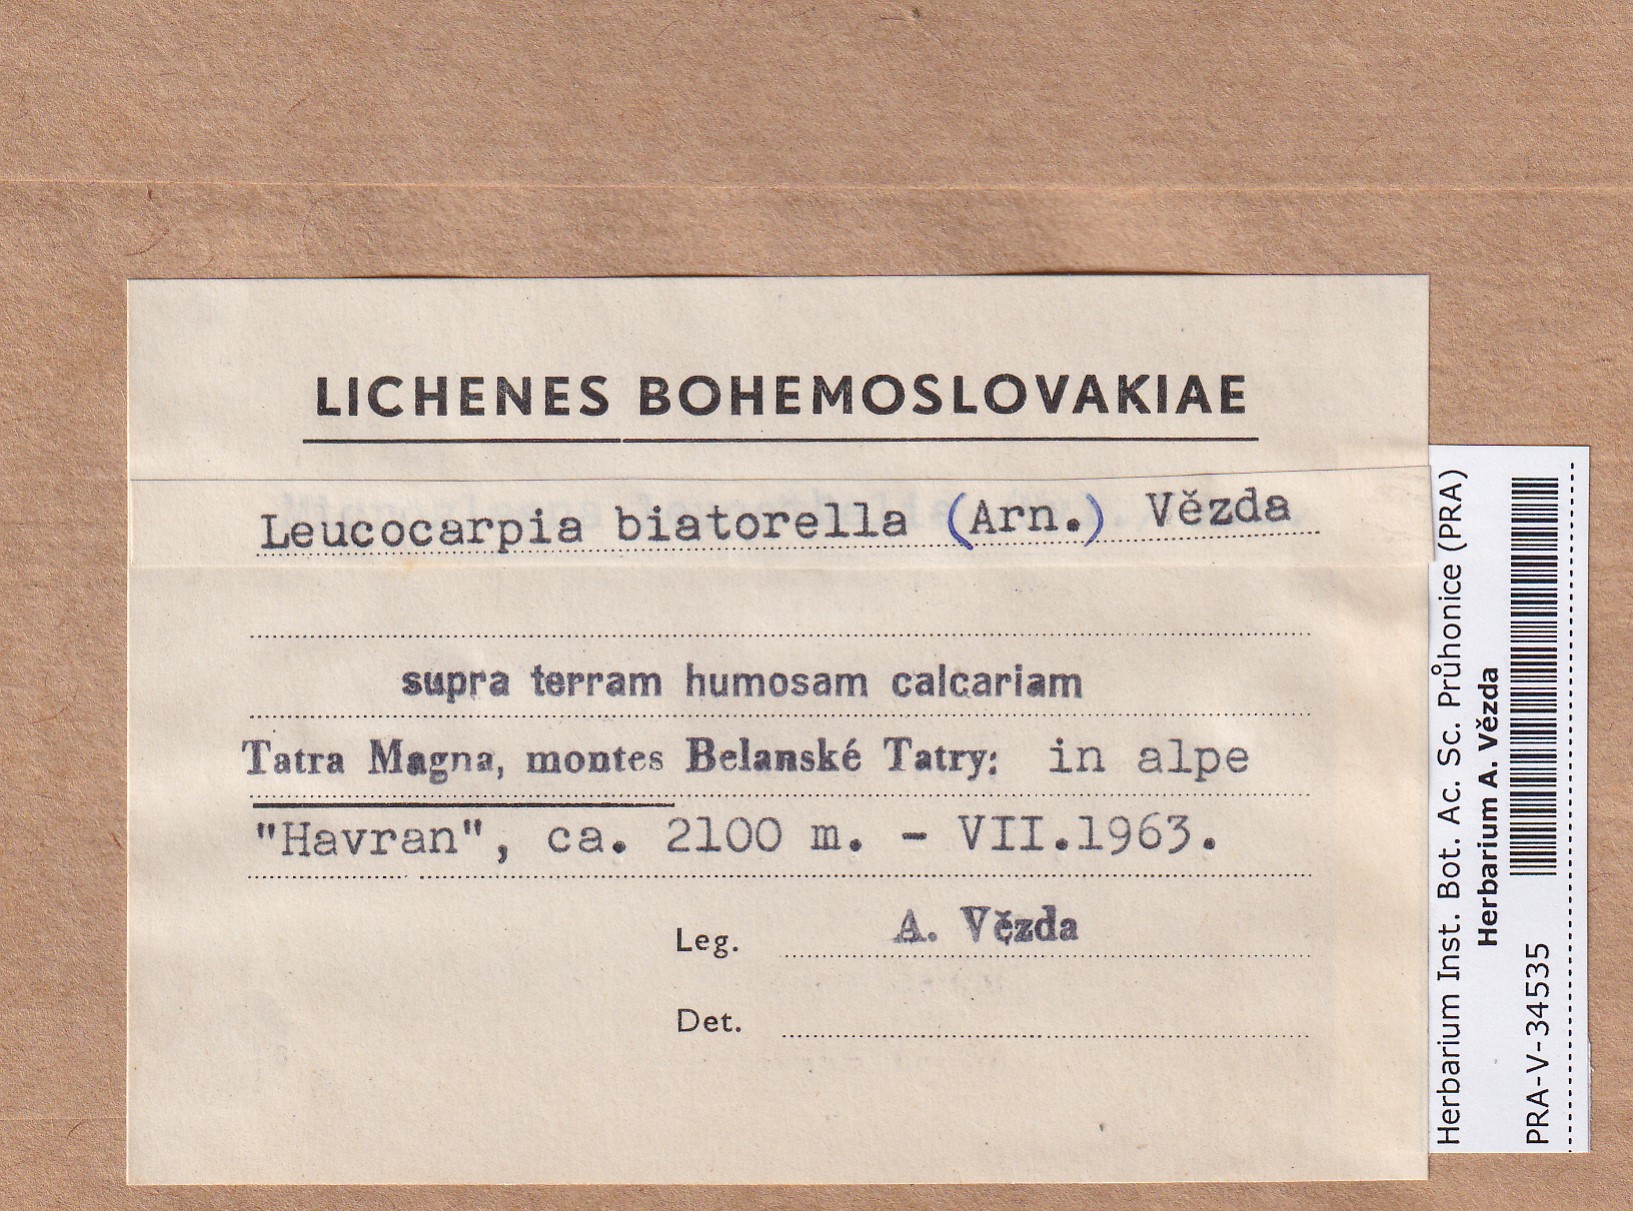 LICHENES BOHEMOSLOVAKIAE
Leucocarpia biatorella (Arn.) Vězda
supra terram humosam calcariam
Tatra Magna, montes Belanské Tatry: in alpe
"Havran", ca. 2100 m. - VII.1963.
Leg. A. Vězda
Det.
Herbarium Inst. Bot. Ac. Sc. Průhonice (PRA)
Herbarium A. Vězda
PRA-V-34535